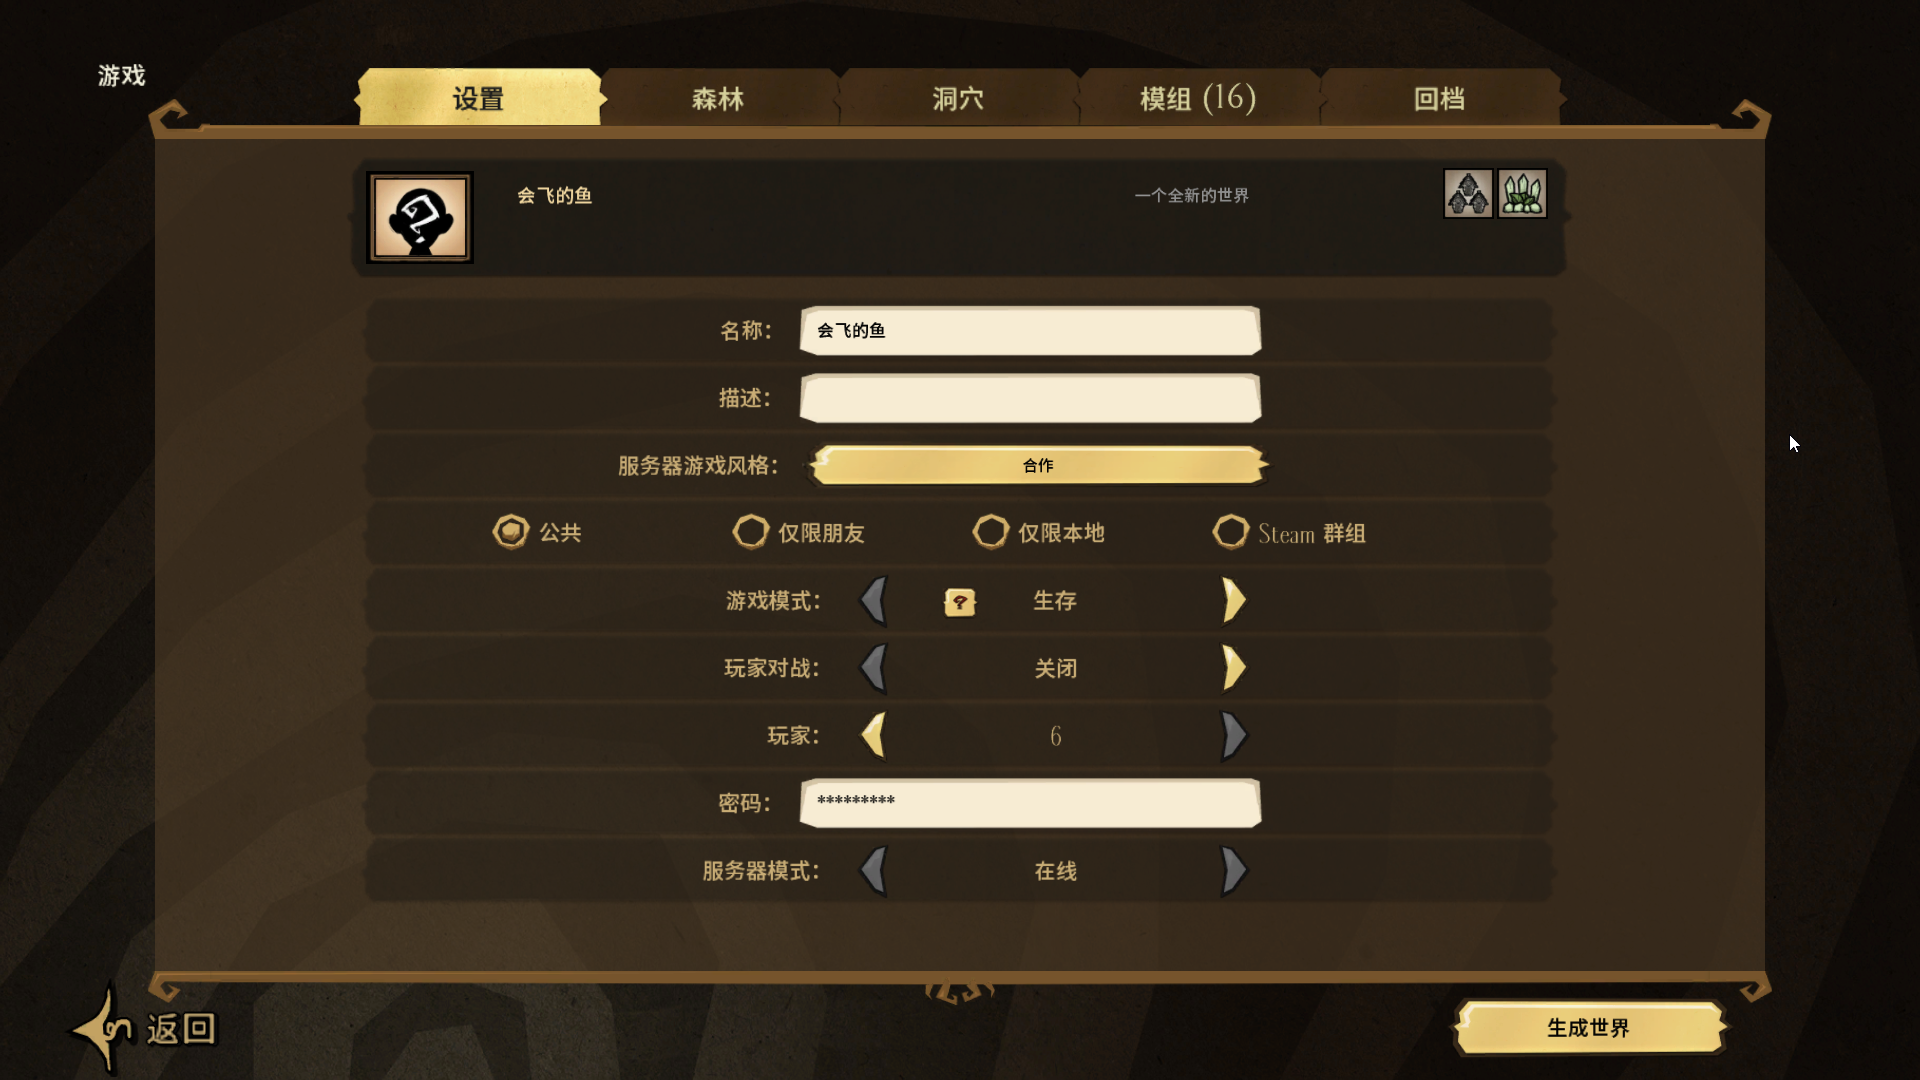 游戏
设置
森林
洞穴
模组 (16)
回档
会飞的鱼
一个全新的世界
名称：
会飞的鱼
描述：
服务器游戏风格：
合作
公共
仅限朋友
仅限本地
Steam 群组
游戏模式：
?
生存
玩家对战：
关闭
玩家：
6
密码：
*********
服务器模式：
在线
返回
生成世界